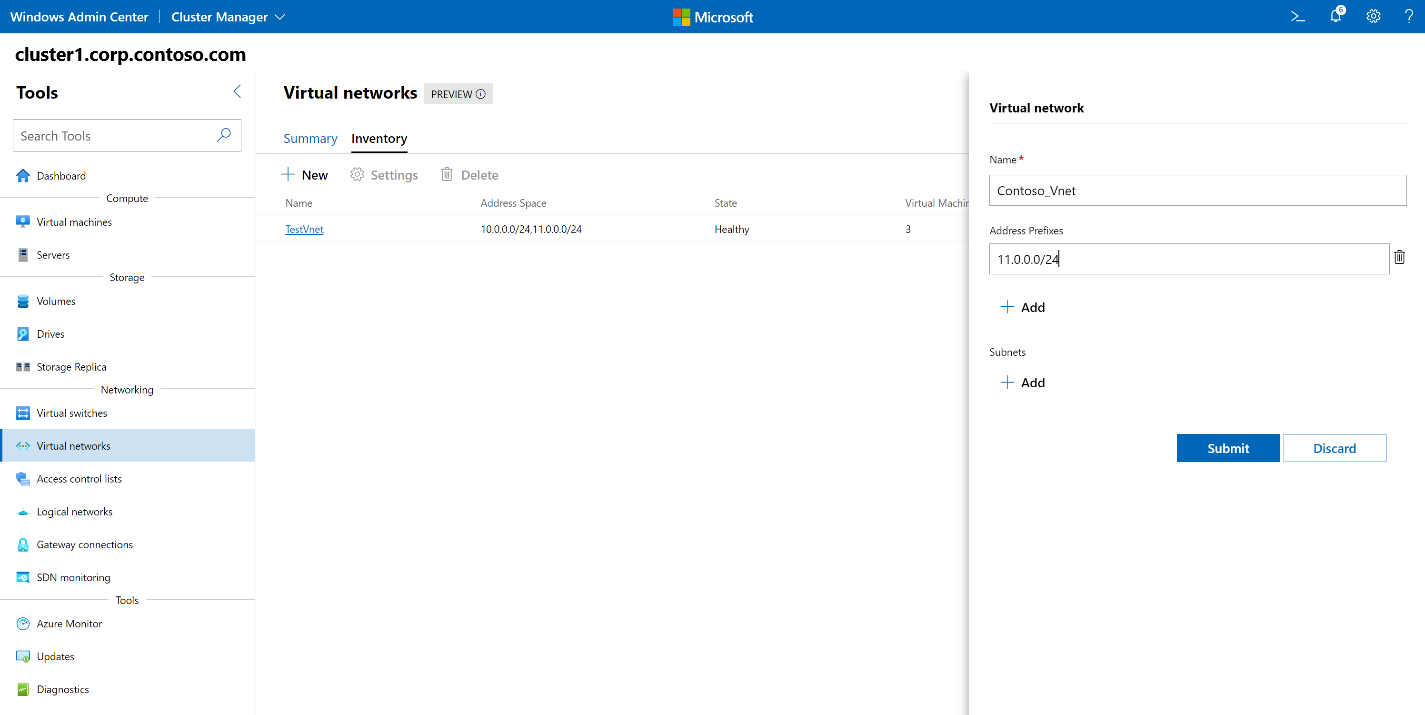 Windows Admin Center
Cluster Manager
Microsoft
6
?
cluster1.corp.contoso.com
Tools
Search Tools
Dashboard
Compute
Virtual machines
Servers
Storage
Volumes
Drives
Storage Replica
Networking
Virtual switches
Virtual networks
Access control lists
Logical networks
Gateway connections
SDN monitoring
Tools
Azure Monitor
Updates
Diagnostics
Virtual networks PREVIEW
Summary Inventory
New Settings Delete
Name Address Space State Virtual Machin
TestVnet 10.0.0.0/24,11.0.0.0/24 Healthy 3
Virtual network
Name *
Contoso_Vnet
Address Prefixes
11.0.0.0/24
Add
Subnets
Add
Submit Discard